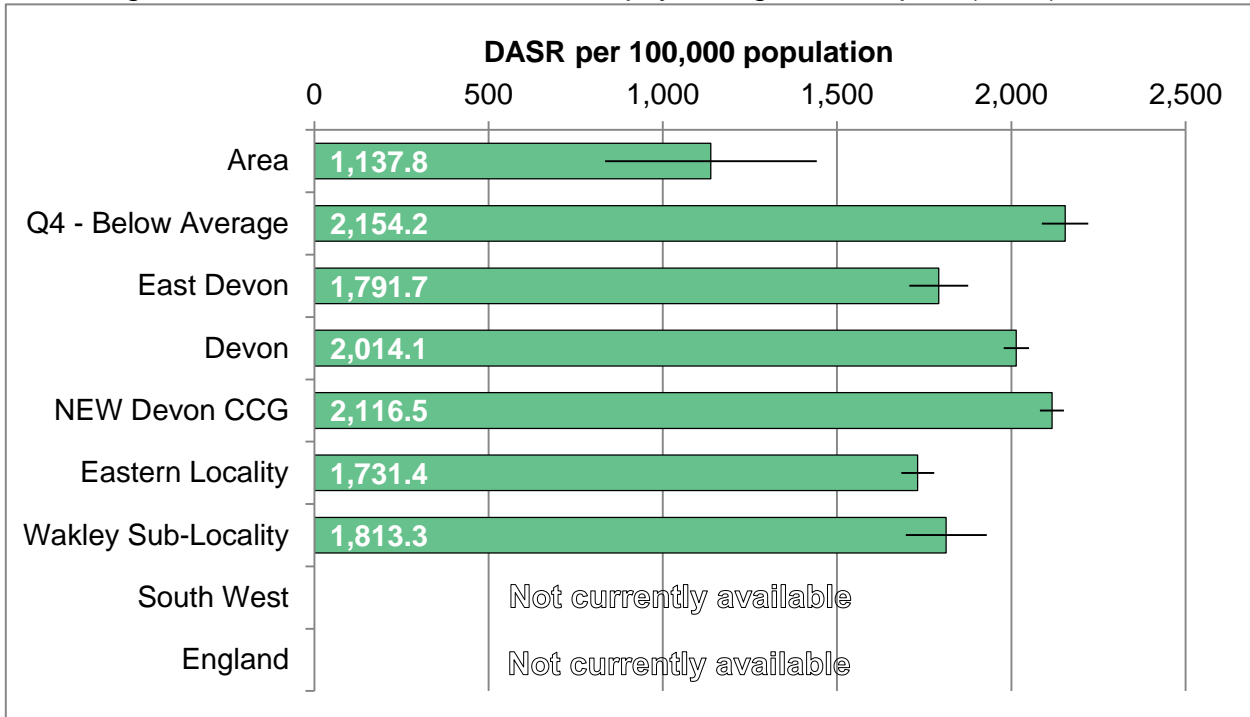 DASR per 100,000 population
0 500 1,000 1,500 2,000 2,500
Area 1,137.8
Q4 - Below Average 2,154.2
East Devon 1,791.7
Devon 2,014.1
NEW Devon CCG 2,116.5
Eastern Locality 1,731.4
Wakley Sub-Locality 1,813.3
South West Not currently available
England Not currently available